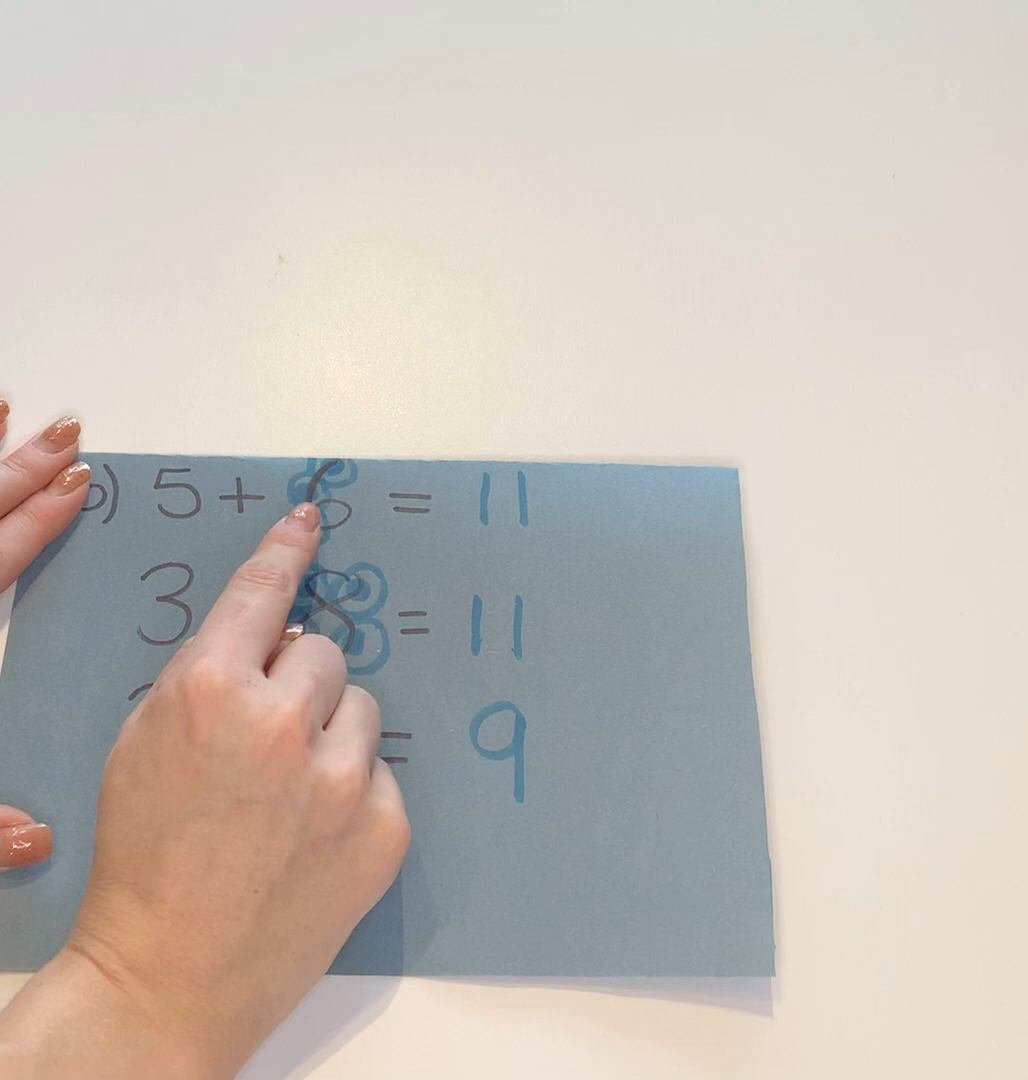 b) 5 + 6 = 11
3 8 = 11
= 9